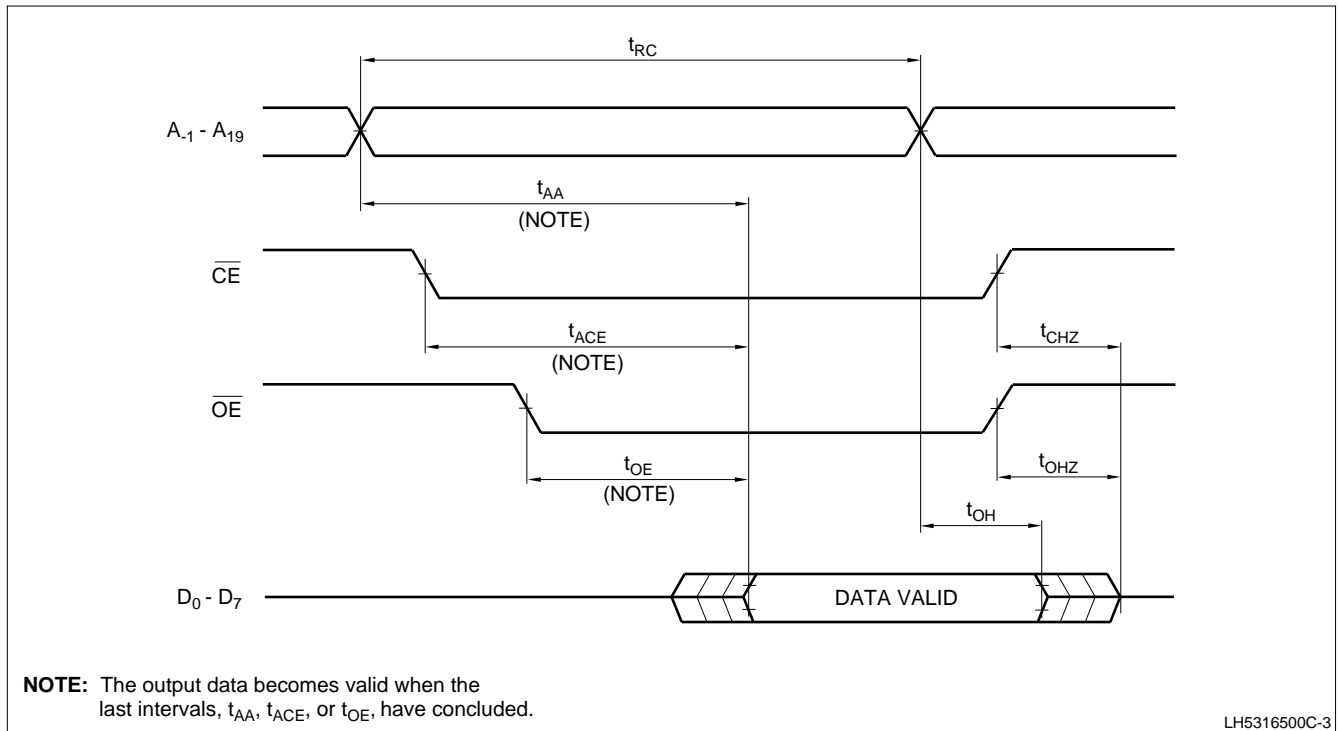 tRC
A-1 - A19
tAA
(NOTE)
CE
tACE
(NOTE)
tCHZ
OE
tOE
(NOTE)
tOHZ
tOH
D0 - D7
DATA VALID
NOTE: The output data becomes valid when the
last intervals, tAA, tACE, or tOE, have concluded.
LH5316500C-3